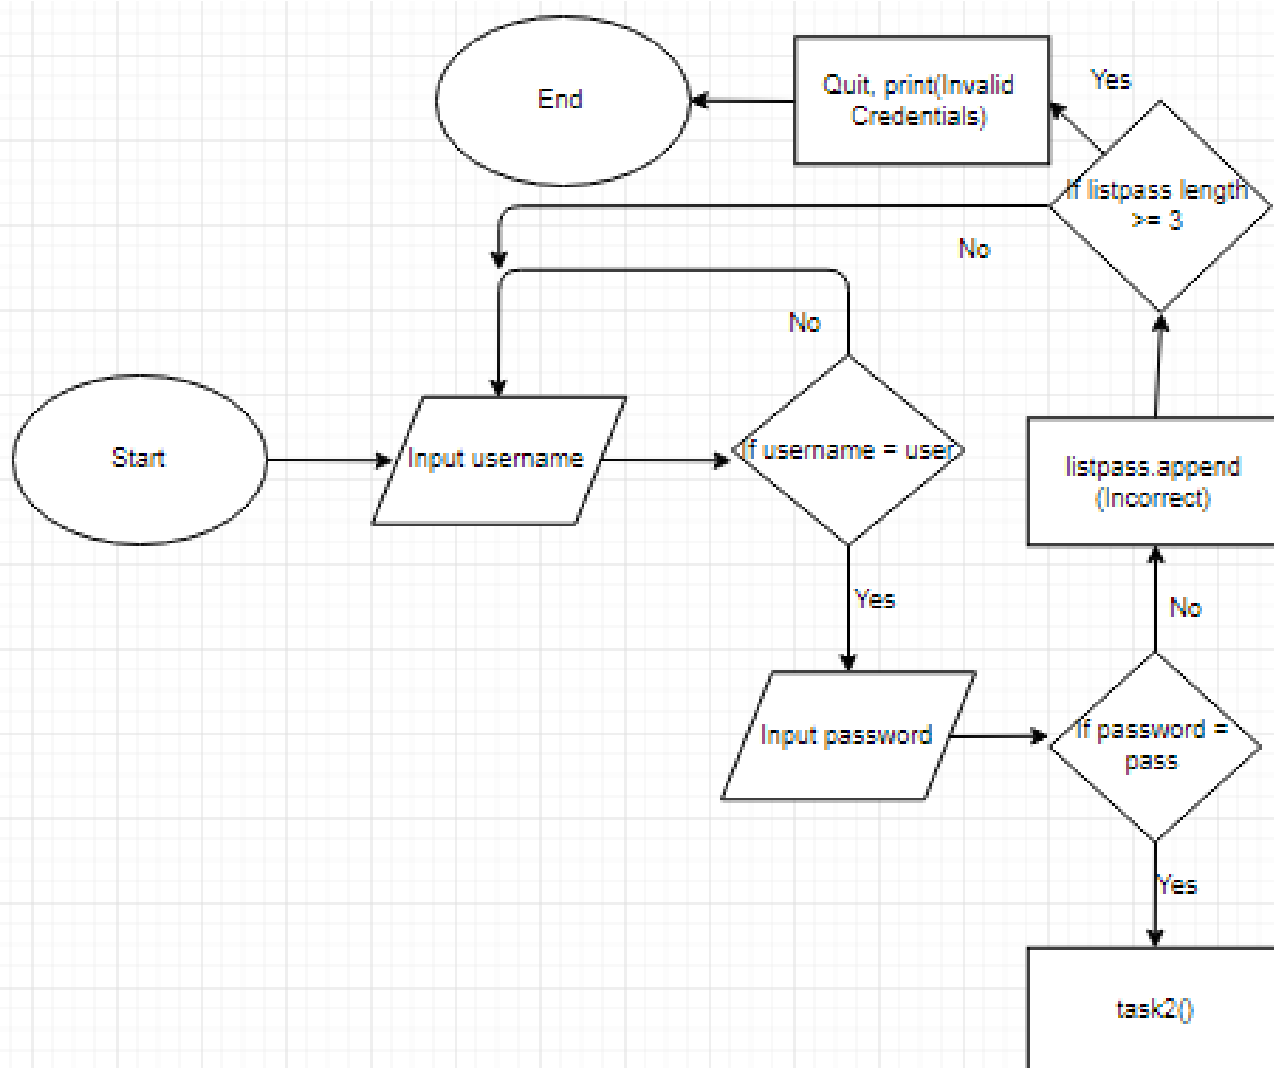 End
Quit, print(Invalid
Credentials)
Yes
If listpass length
>= 3
No
No
Start
Input username
If username = user
listpass.append
(Incorrect)
Yes
No
Input password
If password =
pass
Yes
task2()